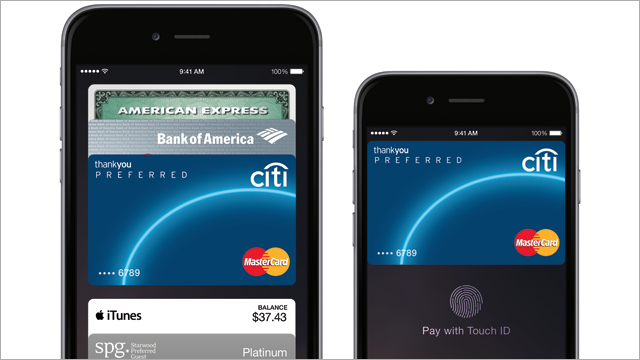 9:41 AM
100%
AMERICAN EXPRESS
Bank of America
thankyou
PREFERRED
citi
•••• 6789
MasterCard
iTunes
BALANCE
$37.43
spg.
Starwood
Preferred
Guest
Platinum
9:41 AM
100%
thankyou
PREFERRED
citi
•••• 6789
MasterCard
Pay with Touch ID